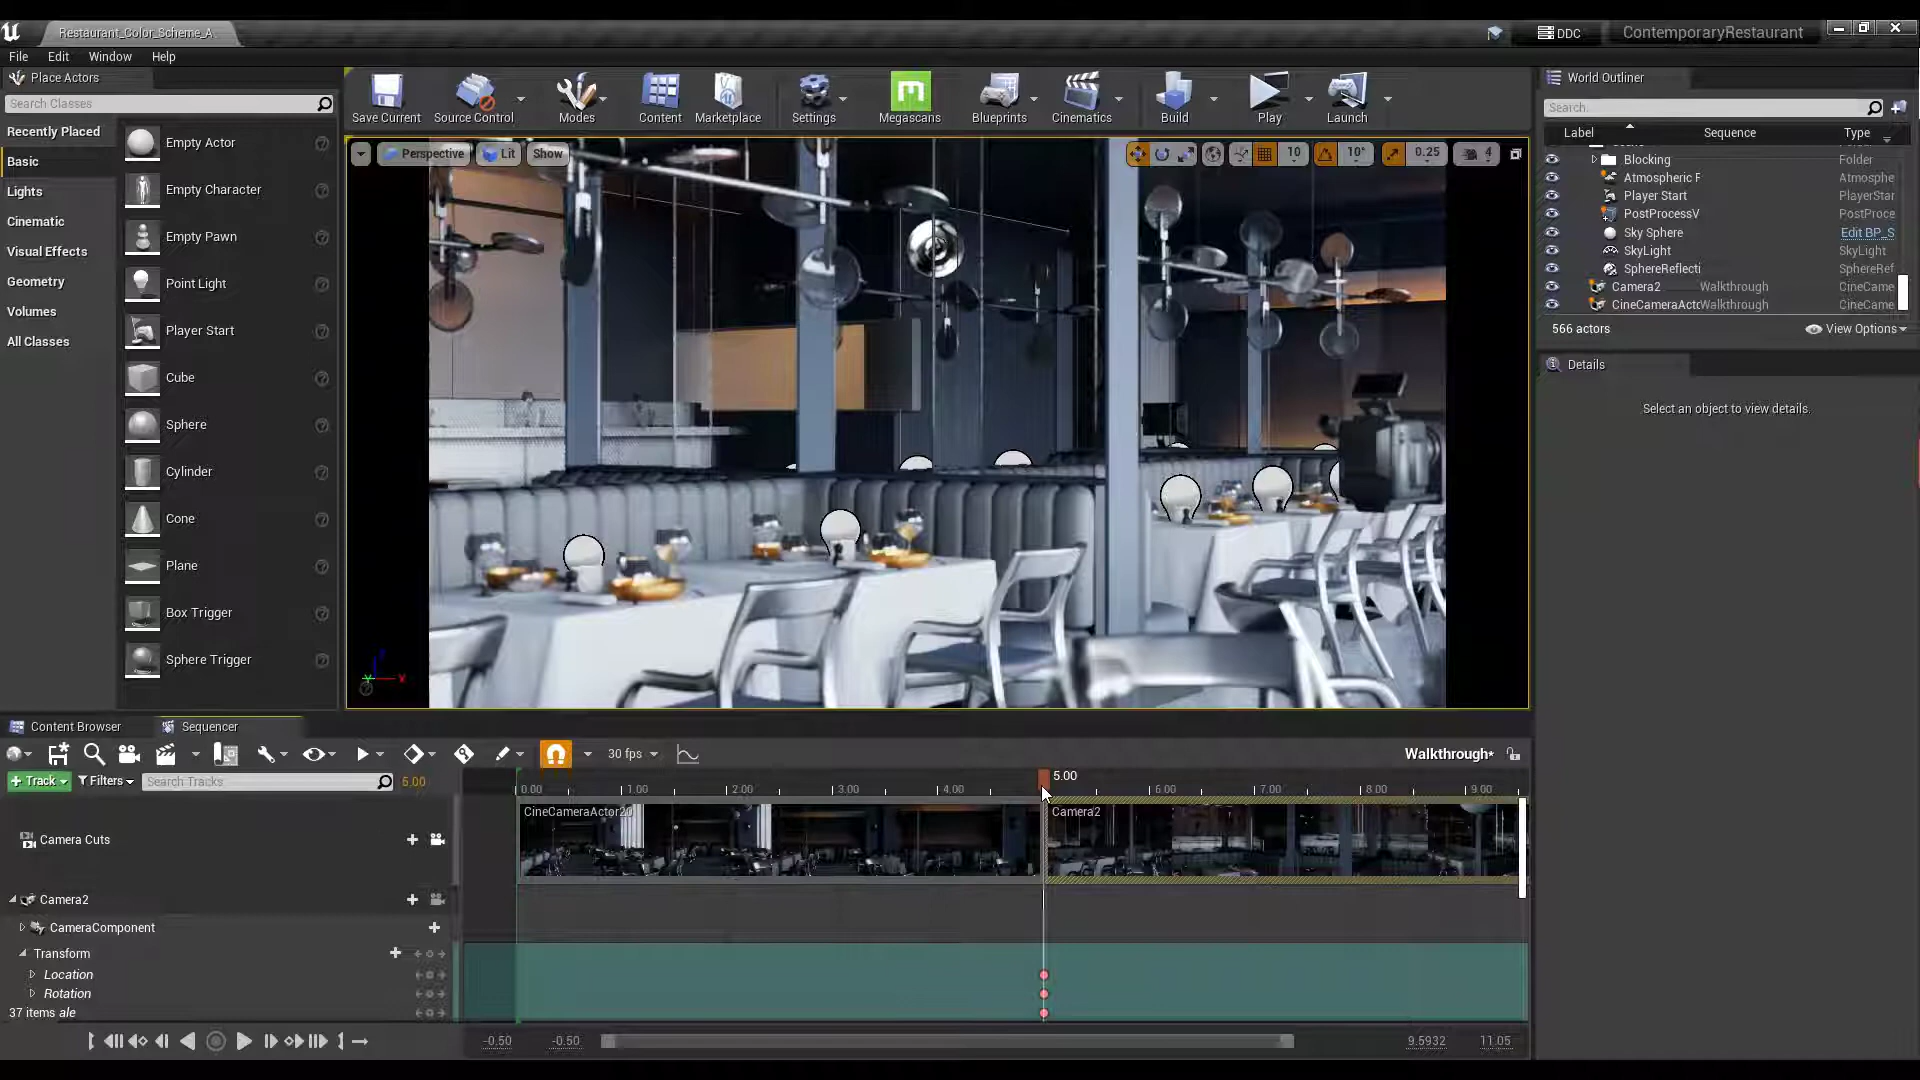 Restaurant_Color_Scheme_A
DDC
ContemporaryRestaurant
File Edit Window Help
Place Actors
Search Classes
Recently Placed
Basic
Lights
Cinematic
Visual Effects
Geometry
Volumes
All Classes
Empty Actor
Empty Character
Empty Pawn
Point Light
Player Start
Cube
Sphere
Cylinder
Cone
Plane
Box Trigger
Sphere Trigger
Save Current Source Control Modes Content Marketplace Settings Megascans Blueprints Cinematics Build Play Launch
Perspective Lit Show
10 10° 0.25 4
World Outliner
Search
Label Sequence Type
Blocking Folder
Atmospheric F Atmosphe
Player Start PlayerStar
PostProcessV PostProce
Sky Sphere Edit BP_S
SkyLight SkyLight
SphereReflecti SphereRef
Camera2 Walkthrough CineCame
CineCameraActo Walkthrough CineCame
566 actors View Options
Details
Select an object to view details.
Content Browser Sequencer
30 fps Walkthrough*
+ Track Filters Search Tracks 5.00
5.00
0.00 1.00 2.00 3.00 4.00 6.00 7.00 8.00 9.00
CineCameraActor20 Camera2
Camera Cuts
Camera2
CameraComponent
Transform
Location
Rotation
37 items ale
-0.50 -0.50 9.5932 11.05